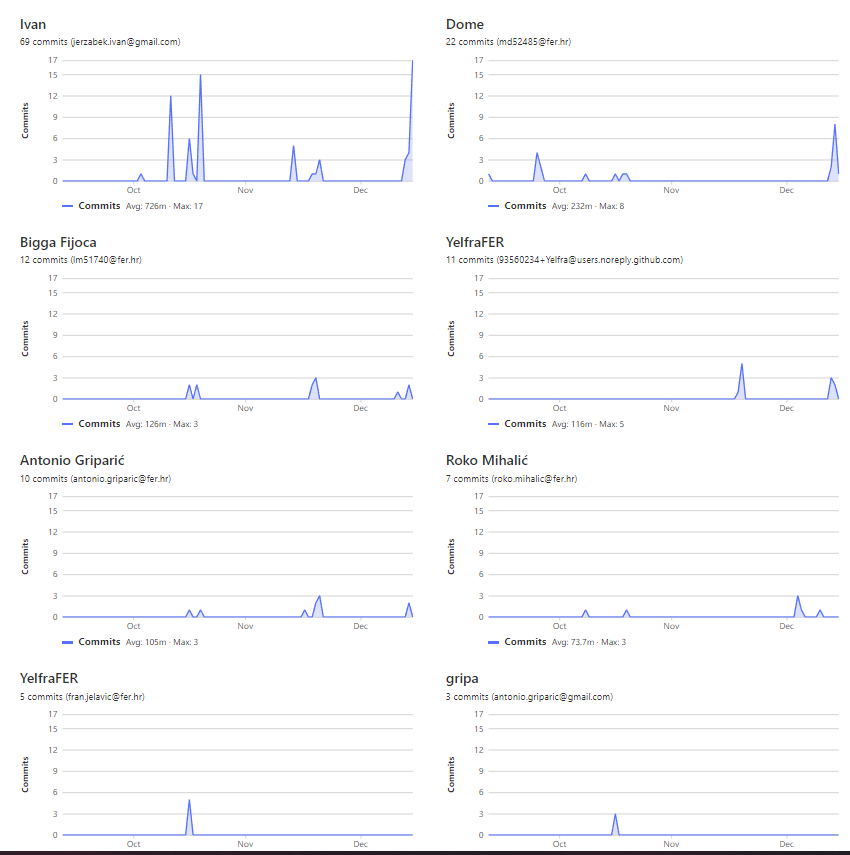 Ivan
69 commits (jerzabek.ivan@gmail.com)
17
15
12
9
6
3
0
Commits
Oct Nov Dec
Commits Avg: 726m · Max: 17
Dome
22 commits (md52485@fer.hr)
17
15
12
9
6
3
0
Commits
Oct Nov Dec
Commits Avg: 232m · Max: 8
Bigga Fijoca
12 commits (lm51740@fer.hr)
17
15
12
9
6
3
0
Commits
Oct Nov Dec
Commits Avg: 126m · Max: 3
YelfraFER
11 commits (93560234+Yelfra@users.noreply.github.com)
17
15
12
9
6
3
0
Commits
Oct Nov Dec
Commits Avg: 116m · Max: 5
Antonio Griparić
10 commits (antonio.griparic@fer.hr)
17
15
12
9
6
3
0
Commits
Oct Nov Dec
Commits Avg: 105m · Max: 3
Roko Mihalić
7 commits (roko.mihalic@fer.hr)
17
15
12
9
6
3
0
Commits
Oct Nov Dec
Commits Avg: 73.7m · Max: 3
YelfraFER
5 commits (fran.jelavic@fer.hr)
17
15
12
9
6
3
0
Commits
Oct Nov Dec
gripa
3 commits (antonio.griparic@gmail.com)
17
15
12
9
6
3
0
Commits
Oct Nov Dec